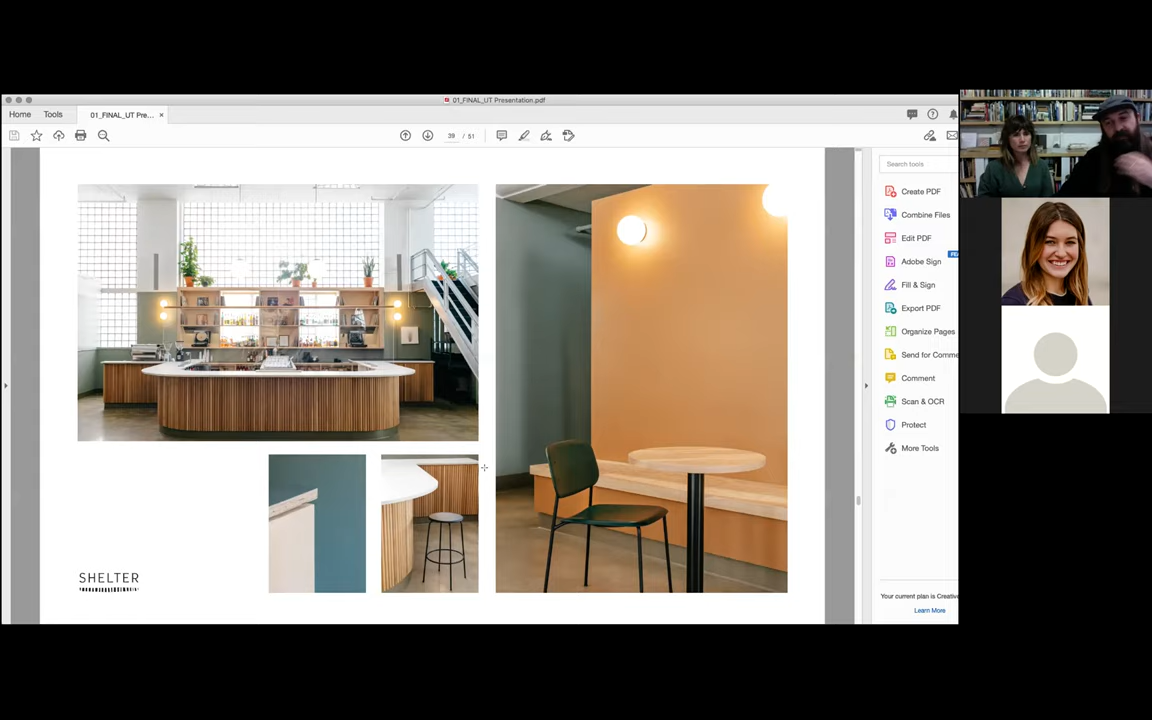 01_FINAL_UT Presentation.pdf
Home Tools 01_FINAL_UT Pre... ×
39 / 51
Search tools
Create PDF
Combine Files
Edit PDF
Adobe Sign
Fill & Sign
Export PDF
Organize Pages
Send for Comme
Comment
Scan & OCR
Protect
More Tools
SHELTER
Your current plan is Creative
Learn More